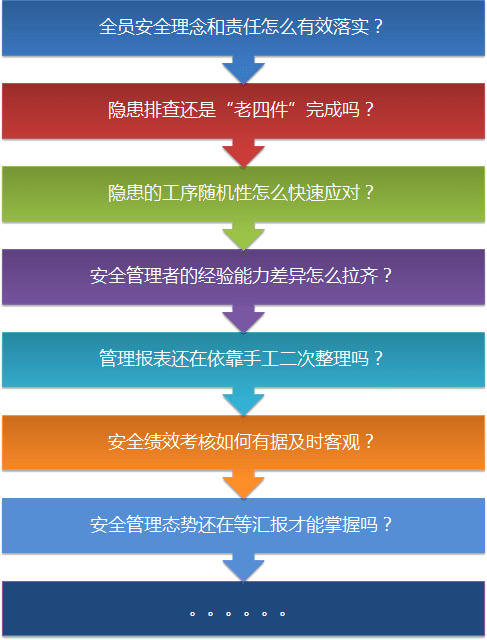 全员安全理念和责任怎么有效落实？
隐患排查还是“老四件”完成吗？
隐患的工序随机性怎么快速应对？
安全管理者的经验能力差异怎么拉齐？
管理报表还在依靠手工二次整理吗？
安全绩效考核如何有据及时客观？
安全管理态势还在等汇报才能掌握吗？
。。。。。。